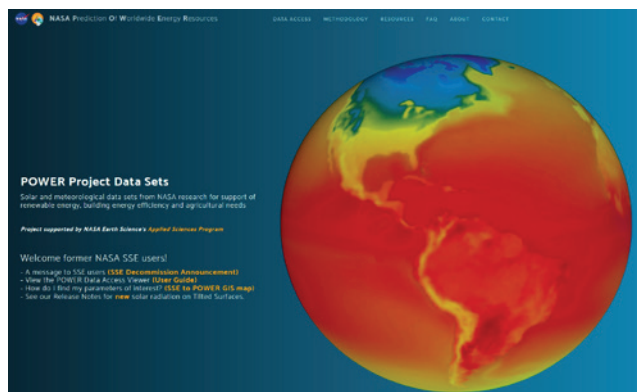 NASA Prediction Of Worldwide Energy Resources
DATA ACCESS METHODOLOGY RESOURCES FAQ ABOUT CONTACT
POWER Project Data Sets
Solar and meteorological data sets from NASA research for support of
renewable energy, building energy efficiency and agricultural needs
Project supported by NASA Earth Science's Applied Sciences Program
Welcome former NASA SSE users!
- A message to SSE users (SSE Decommission Announcement)
- View the POWER Data Access Viewer (User Guide)
- How do I find my parameters of interest? (SSE to POWER GIS map)
- See our Release Notes for new solar radiation on Tilted Surfaces.